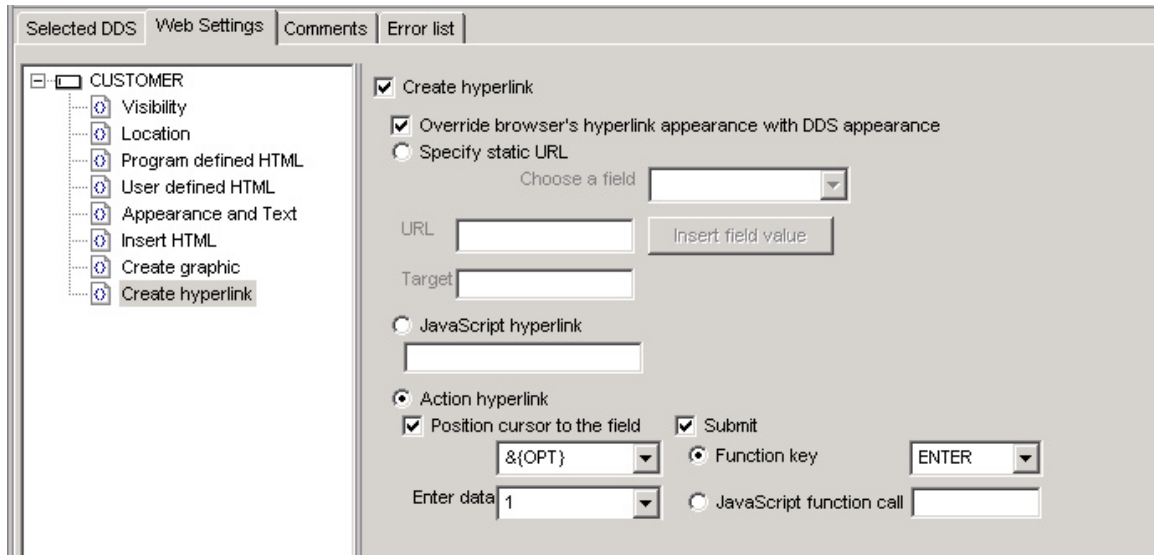 Selected DDS Web Settings Comments Error list
CUSTOMER
Visibility
Location
Program defined HTML
User defined HTML
Appearance and Text
Insert HTML
Create graphic
Create hyperlink
Create hyperlink
Override browser's hyperlink appearance with DDS appearance
Specify static URL
Choose a field
URL Insert field value
Target
JavaScript hyperlink
Action hyperlink
Position cursor to the field Submit
&{OPT} Function key ENTER
Enter data 1 JavaScript function call